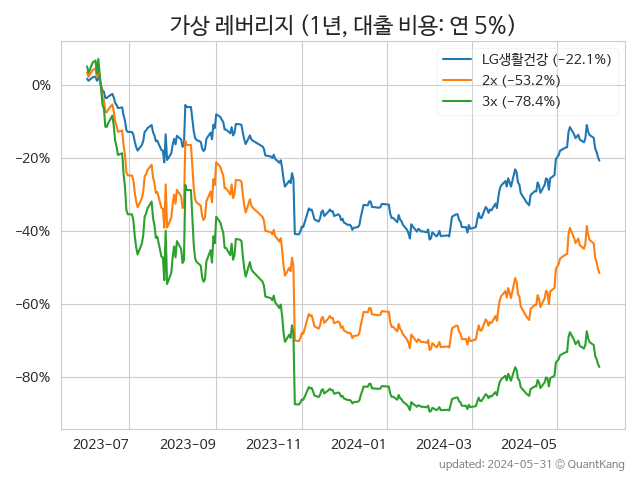 가상 레버리지 (1년, 대출 비용: 연 5%)
LG생활건강 (−22.1%)
2x (−53.2%)
3x (−78.4%)
0%
−20%
−40%
−60%
−80%
2023−07 2023−09 2023−11 2024−01 2024−03 2024−05
updated: 2024-05-31 © QuantKang